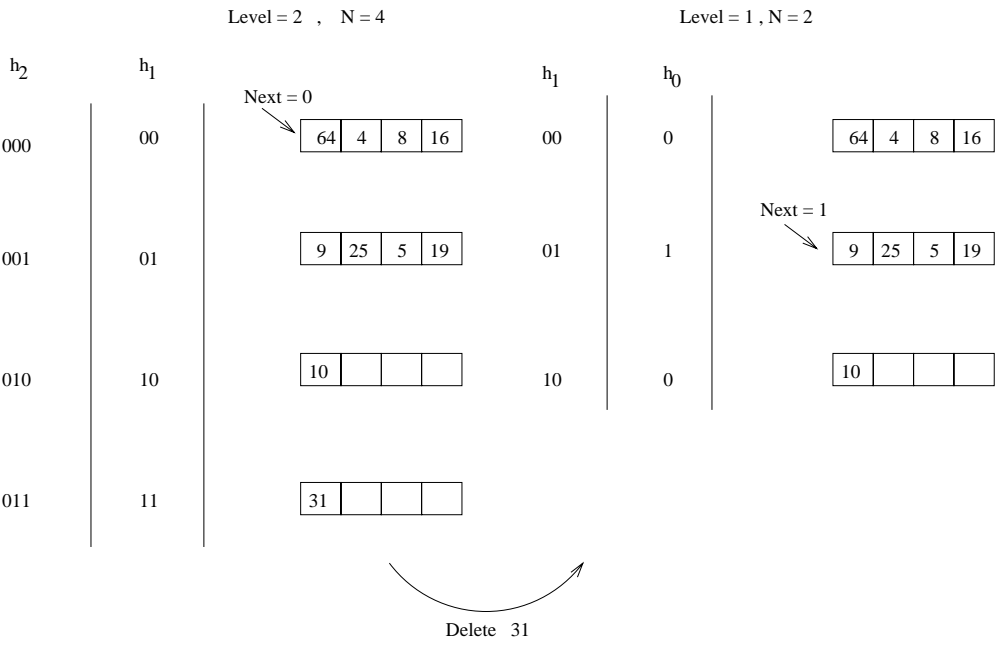 Level = 2 , N = 4
Level = 1 , N = 2
h2 h1
h1 h0
Next = 0
000 00 64 4 8 16
00 0 64 4 8 16
Next = 1
001 01 9 25 5 19
01 1 9 25 5 19
010 10 10
10 0 10
011 11 31
Delete 31